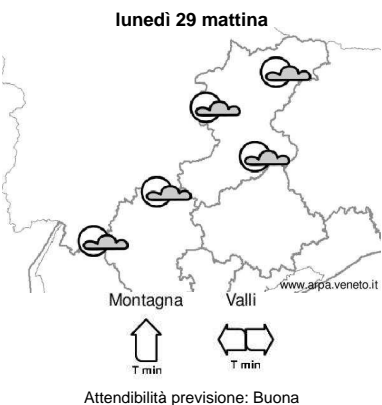 lunedì 29 mattina
www.arpa.veneto.it
Montagna Valli
T min T min
Attendibilità previsione: Buona